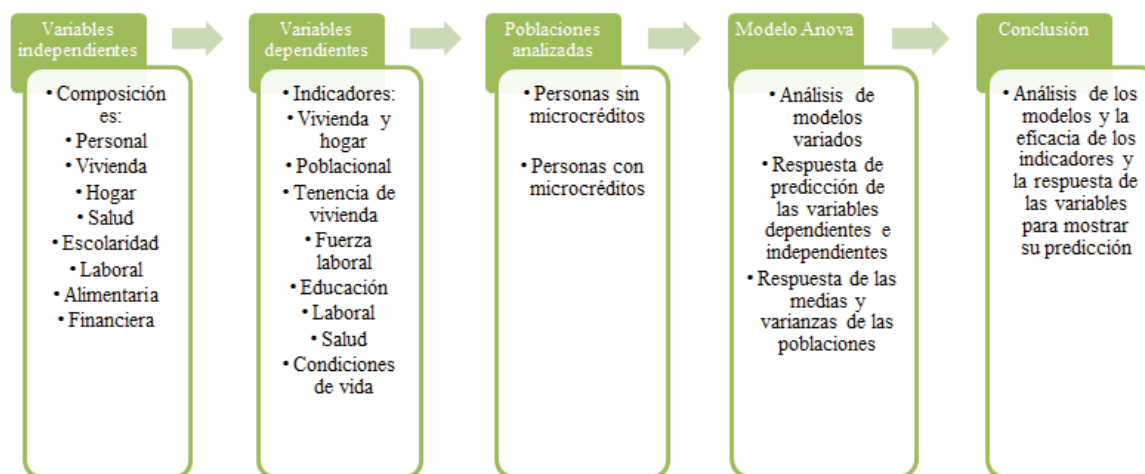 Variables
independientes
• Composición
es:
• Personal
• Vivienda
• Hogar
• Salud
• Escolaridad
• Laboral
• Alimentaria
• Financiera
Variables
dependientes
• Indicadores:
• Vivienda y
hogar
• Poblacional
• Tenencia de
vivienda
• Fuerza
laboral
• Educación
• Laboral
• Salud
• Condiciones
de vida
Poblaciones
analizadas
• Personas sin
microcréditos
• Personas con
microcréditos
Modelo Anova
• Análisis de
modelos
variados
• Respuesta de
predicción de
las variables
dependientes e
independientes
• Respuesta de las
medias y
varianzas de las
poblaciones
Conclusión
• Análisis de los
modelos y la
eficacia de los
indicadores y
la respuesta de
las variables
para mostrar
su predicción